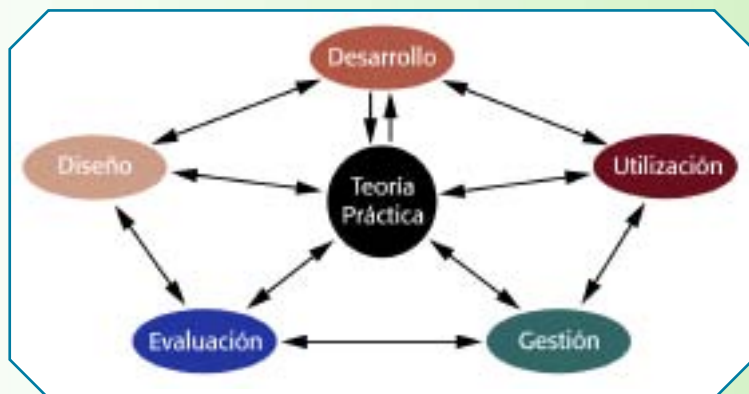 Desarrollo
Diseño
Utilización
Teoría
Práctica
Evaluación
Gestión